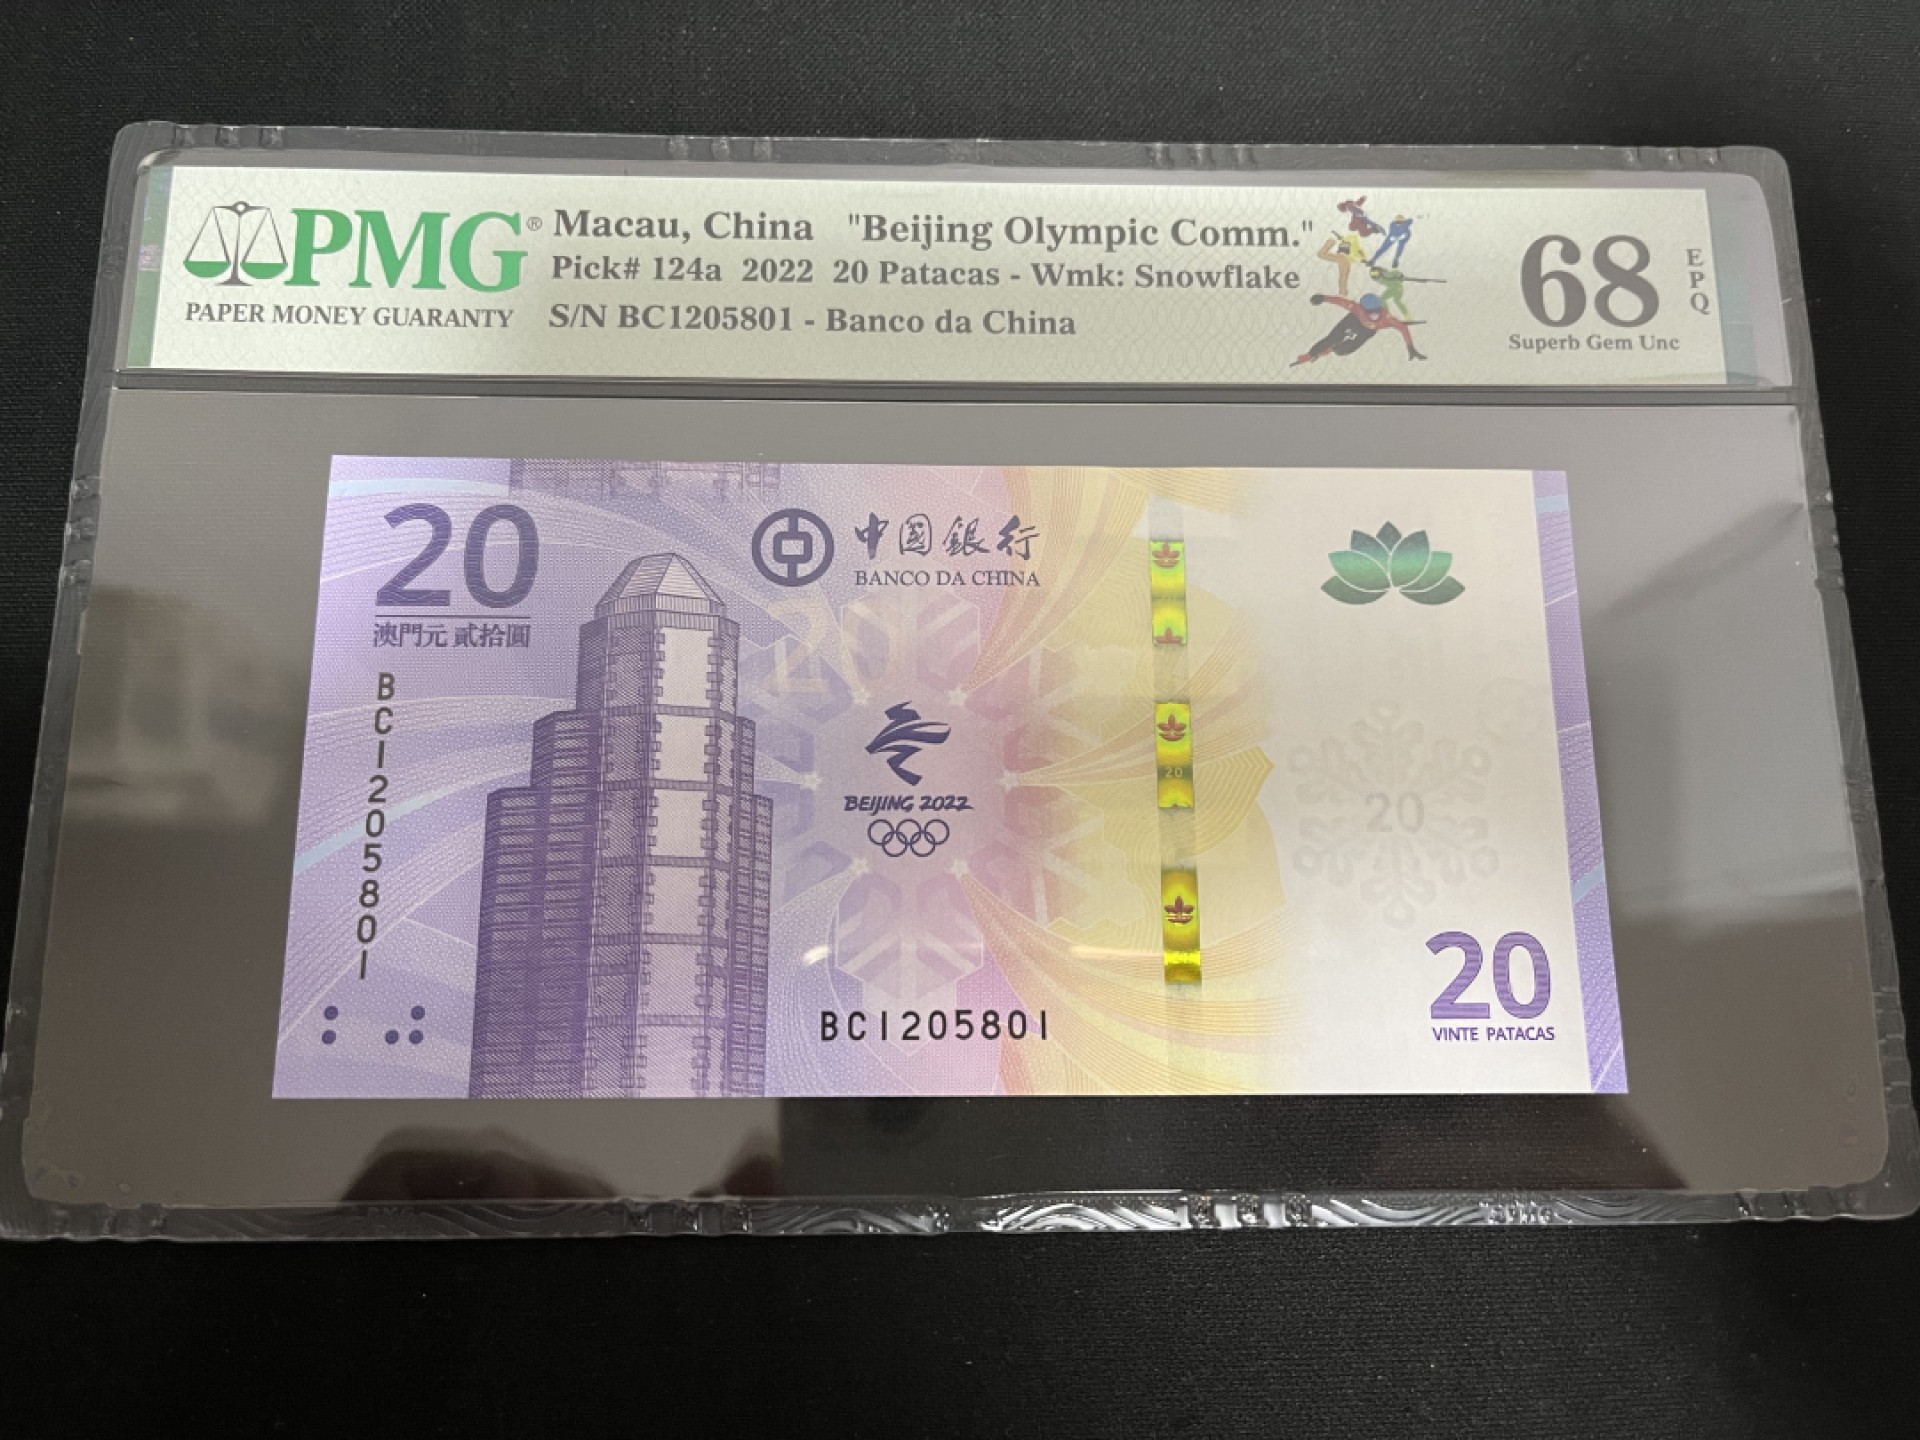 PMG®
PAPER MONEY GUARANTY
Macau, China "Beijing Olympic Comm."
Pick# 124a 2022 20 Patacas - Wmk: Snowflake
S/N BC1205801 - Banco da China
68
EPQ
Superb Gem Unc
20
澳門元 貳拾圓
BC1205801
中國銀行
BANCO DA CHINA
20
BEIJING 2022
BC1205801
20
20
20
VINTE PATACAS